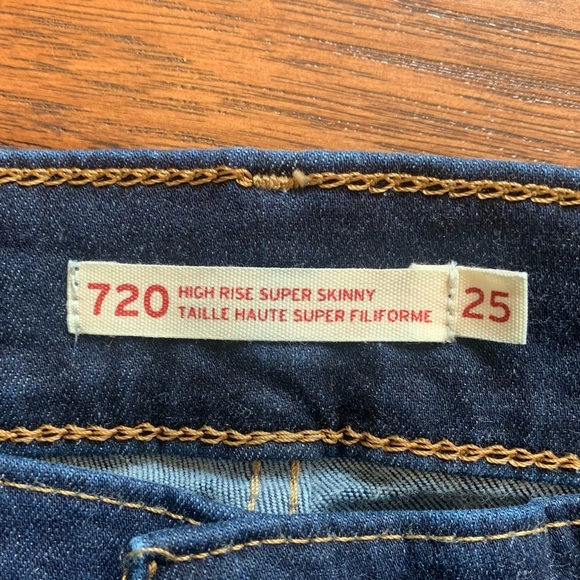 720 HIGH RISE SUPER SKINNY
TAILLE HAUTE SUPER FILIFORME
25